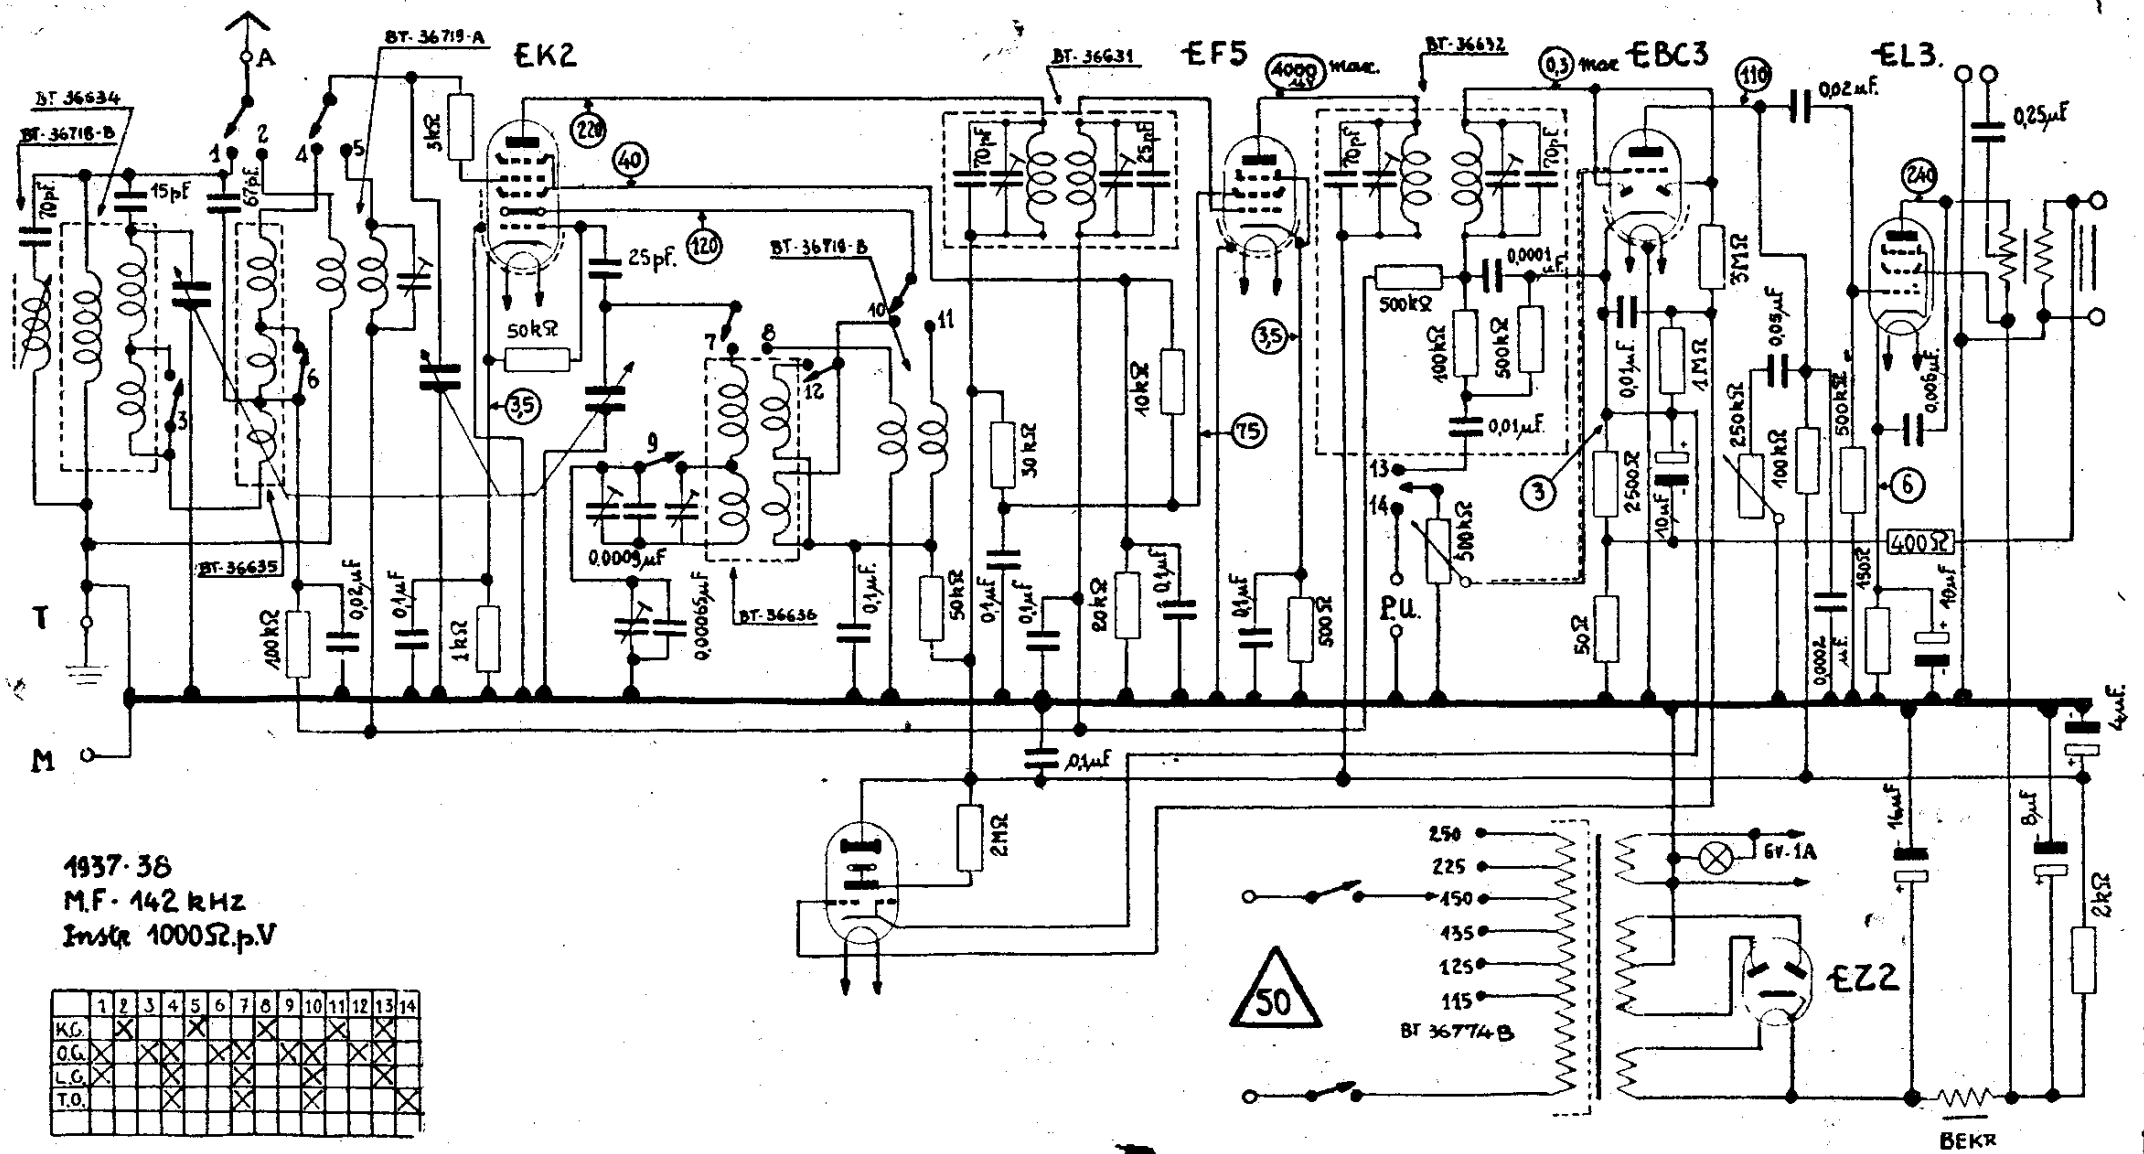 BT-36719-A
EK2
BT-36631
EF5
4000 max.
BT-36632
0,3 max
EBC3
110
EL3.
A
BT 36634
BT-36718-B
0,02µF.
0,25µF
1
2
4
5
3kΩ
220
40
120
70pF
25pF
70pF
70pF
240
70pF.
15pF
67pF.
BT-36718-B
25pF.
0,0001 µF.
500kΩ
3MΩ
50kΩ
3,5
7
8
10
11
12
6
3
9
10kΩ
3,5
75
100kΩ
500kΩ
0,01µF.
1MΩ
0,05µF
250kΩ
100kΩ
500kΩ
0,006µF.
30kΩ
0,01µF.
13
14
3
2500Ω
10µF
6
500kΩ
400Ω
BT-36635
0,0009µF
0,00065µF
BT-36636
T
100kΩ
0,02µF
0,1µF
1kΩ
0,1µF.
50kΩ
0,1µF
0,1µF
20kΩ
0,1µF
0,1µF
500Ω
P.U.
50Ω
0,0002 µF.
150Ω
10µF
M
0,1µF
4µF.
2MΩ
250
225
150
135
125
115
BT 36774-B
6V-1A
16µF
8µF
2kΩ
EZ2
BEKR
50
1937-38
M.F- 142 kHz
Instr 1000Ω.p.V
1 2 3 4 5 6 7 8 9 10 11 12 13 14
K.G. X X X X X
O.G. X X X X X X X X X
L.G. X X X X X
T.O. X X X X